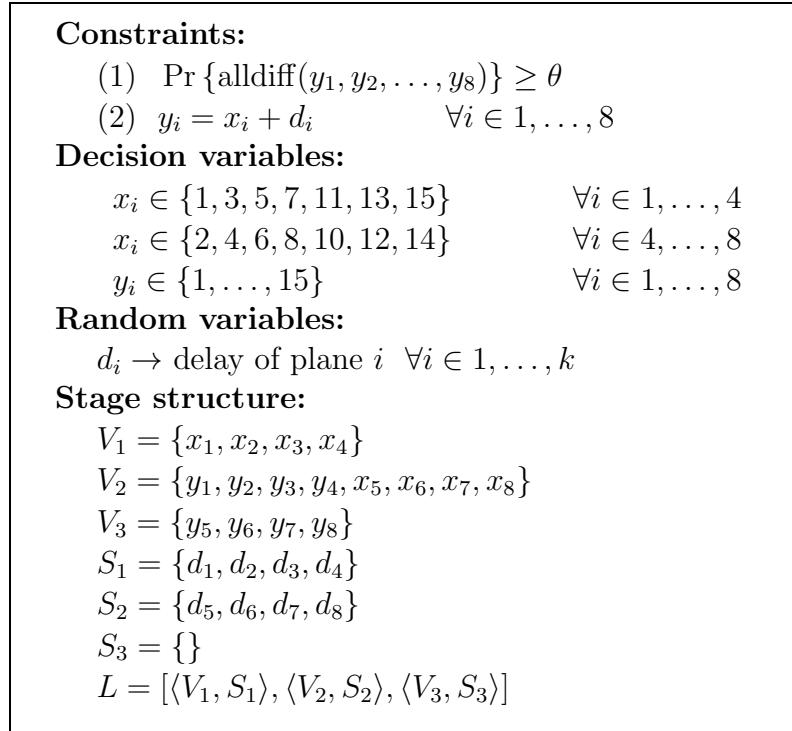 Constraints:
(1) Pr {alldiff(y₁, y₂, . . . , y₈)} ≥ θ
(2) yᵢ = xᵢ + dᵢ ∀i ∈ 1, . . . , 8
Decision variables:
xᵢ ∈ {1, 3, 5, 7, 11, 13, 15} ∀i ∈ 1, . . . , 4
xᵢ ∈ {2, 4, 6, 8, 10, 12, 14} ∀i ∈ 4, . . . , 8
yᵢ ∈ {1, . . . , 15} ∀i ∈ 1, . . . , 8
Random variables:
dᵢ → delay of plane i ∀i ∈ 1, . . . , k
Stage structure:
V₁ = {x₁, x₂, x₃, x₄}
V₂ = {y₁, y₂, y₃, y₄, x₅, x₆, x₇, x₈}
V₃ = {y₅, y₆, y₇, y₈}
S₁ = {d₁, d₂, d₃, d₄}
S₂ = {d₅, d₆, d₇, d₈}
S₃ = {}
L = [⟨V₁, S₁⟩, ⟨V₂, S₂⟩, ⟨V₃, S₃⟩]